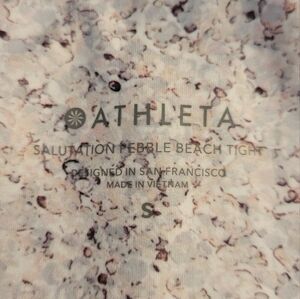 ATHLETA
SALUTATION PEBBLE BEACH TIGHT
DESIGNED IN SAN FRANCISCO
MADE IN VIETNAM
S